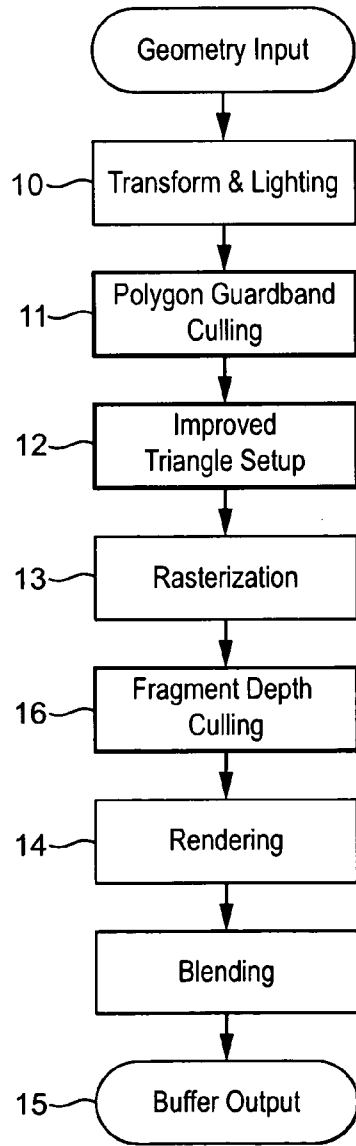 Geometry Input
10 Transform & Lighting
11 Polygon Guardband
Culling
12 Improved
Triangle Setup
13 Rasterization
16 Fragment Depth
Culling
14 Rendering
Blending
15 Buffer Output